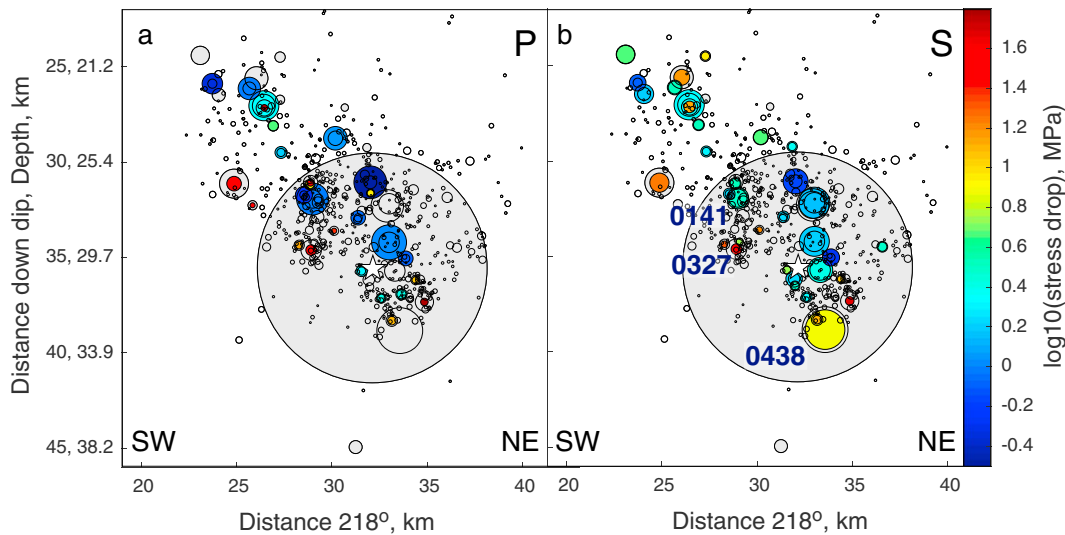 a
P
b
S
25, 21.2
30, 25.4
35, 29.7
40, 33.9
45, 38.2
Distance down dip, Depth, km
0141
0327
0438
SW
NE
SW
NE
20
25
30
35
40
20
25
30
35
40
Distance 218°, km
Distance 218°, km
1.6
1.4
1.2
1
0.8
0.6
0.4
0.2
0
-0.2
-0.4
log10(stress drop), MPa